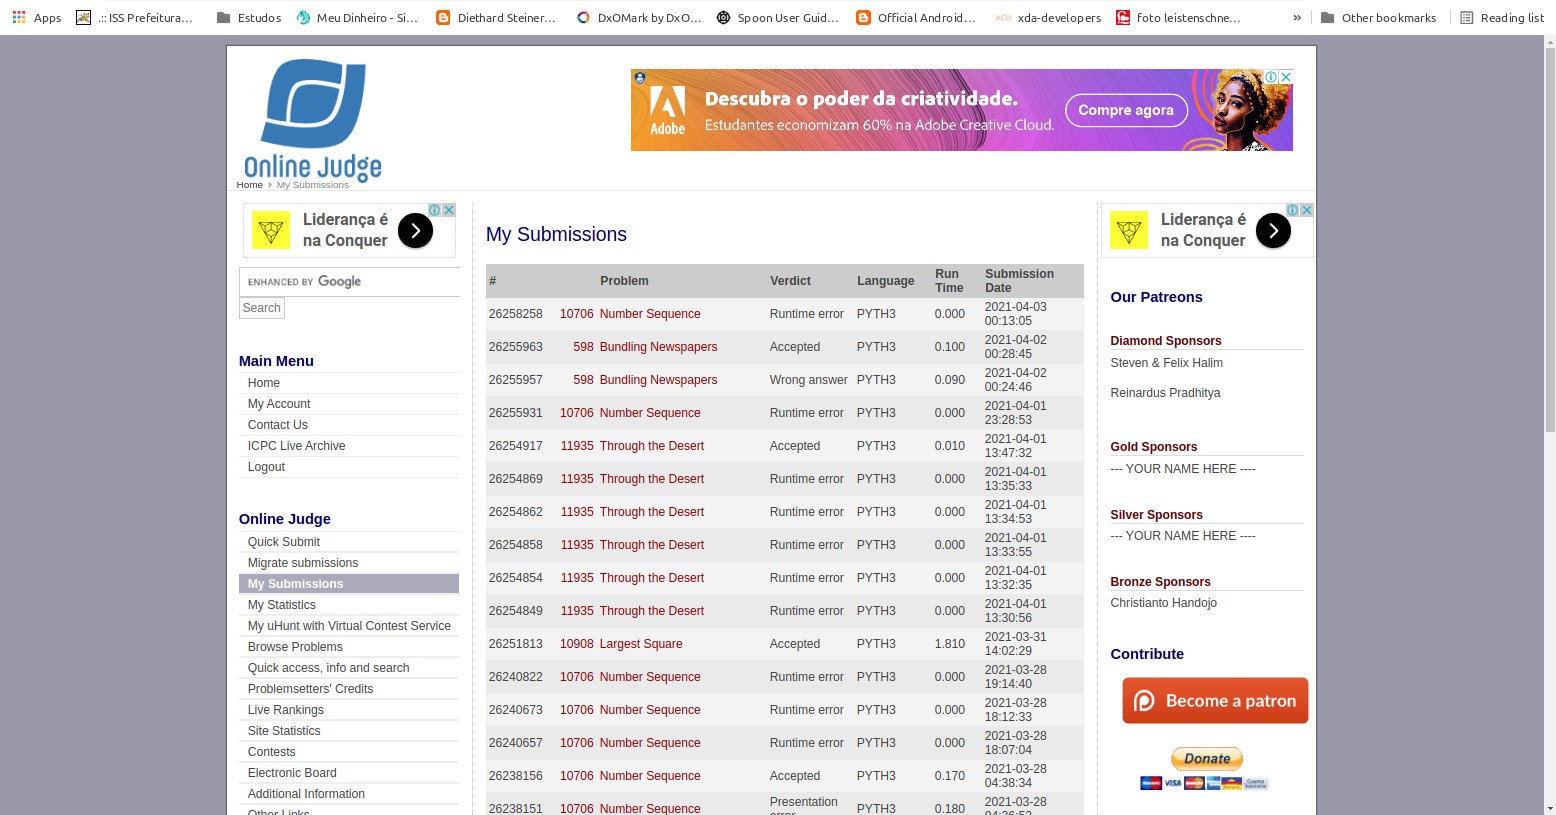 Apps
.:: ISS Prefeitura…
Estudos
Meu Dinheiro - Si…
Diethard Steiner…
DxOMark by DxO…
Spoon User Guid…
Official Android…
xda-developers
foto leistenschne…
»
Other bookmarks
Reading list
Online Judge
Adobe
Descubra o poder da criatividade.
Estudantes economizam 60% na Adobe Creative Cloud.
Compre agora
Home My Submissions
Liderança é
na Conquer
ENHANCED BY Google
Search
Main Menu
Home
My Account
Contact Us
ICPC Live Archive
Logout
Online Judge
Quick Submit
Migrate submissions
My Submissions
My Statistics
My uHunt with Virtual Contest Service
Browse Problems
Quick access, info and search
Problemsetters' Credits
Live Rankings
Site Statistics
Contests
Electronic Board
Additional Information
Other Links
My Submissions
# Problem Verdict Language Run Time Submission Date
26258258 10706 Number Sequence Runtime error PYTH3 0.000 2021-04-03 00:13:05
26255963 598 Bundling Newspapers Accepted PYTH3 0.100 2021-04-02 00:28:45
26255957 598 Bundling Newspapers Wrong answer PYTH3 0.090 2021-04-02 00:24:46
26255931 10706 Number Sequence Runtime error PYTH3 0.000 2021-04-01 23:28:53
26254917 11935 Through the Desert Accepted PYTH3 0.010 2021-04-01 13:47:32
26254869 11935 Through the Desert Runtime error PYTH3 0.000 2021-04-01 13:35:33
26254862 11935 Through the Desert Runtime error PYTH3 0.000 2021-04-01 13:34:53
26254858 11935 Through the Desert Runtime error PYTH3 0.000 2021-04-01 13:33:55
26254854 11935 Through the Desert Runtime error PYTH3 0.000 2021-04-01 13:32:35
26254849 11935 Through the Desert Runtime error PYTH3 0.000 2021-04-01 13:30:56
26251813 10908 Largest Square Accepted PYTH3 1.810 2021-03-31 14:02:29
26240822 10706 Number Sequence Runtime error PYTH3 0.000 2021-03-28 19:14:40
26240673 10706 Number Sequence Runtime error PYTH3 0.000 2021-03-28 18:12:33
26240657 10706 Number Sequence Runtime error PYTH3 0.000 2021-03-28 18:07:04
26238156 10706 Number Sequence Accepted PYTH3 0.170 2021-03-28 04:38:34
26238151 10706 Number Sequence Presentation error PYTH3 0.180 2021-03-28
Liderança é
na Conquer
Our Patreons
Diamond Sponsors
Steven & Felix Halim
Reinardus Pradhitya
Gold Sponsors
--- YOUR NAME HERE ----
Silver Sponsors
--- YOUR NAME HERE ----
Bronze Sponsors
Christianto Handojo
Contribute
Become a patron
Donate
VISA